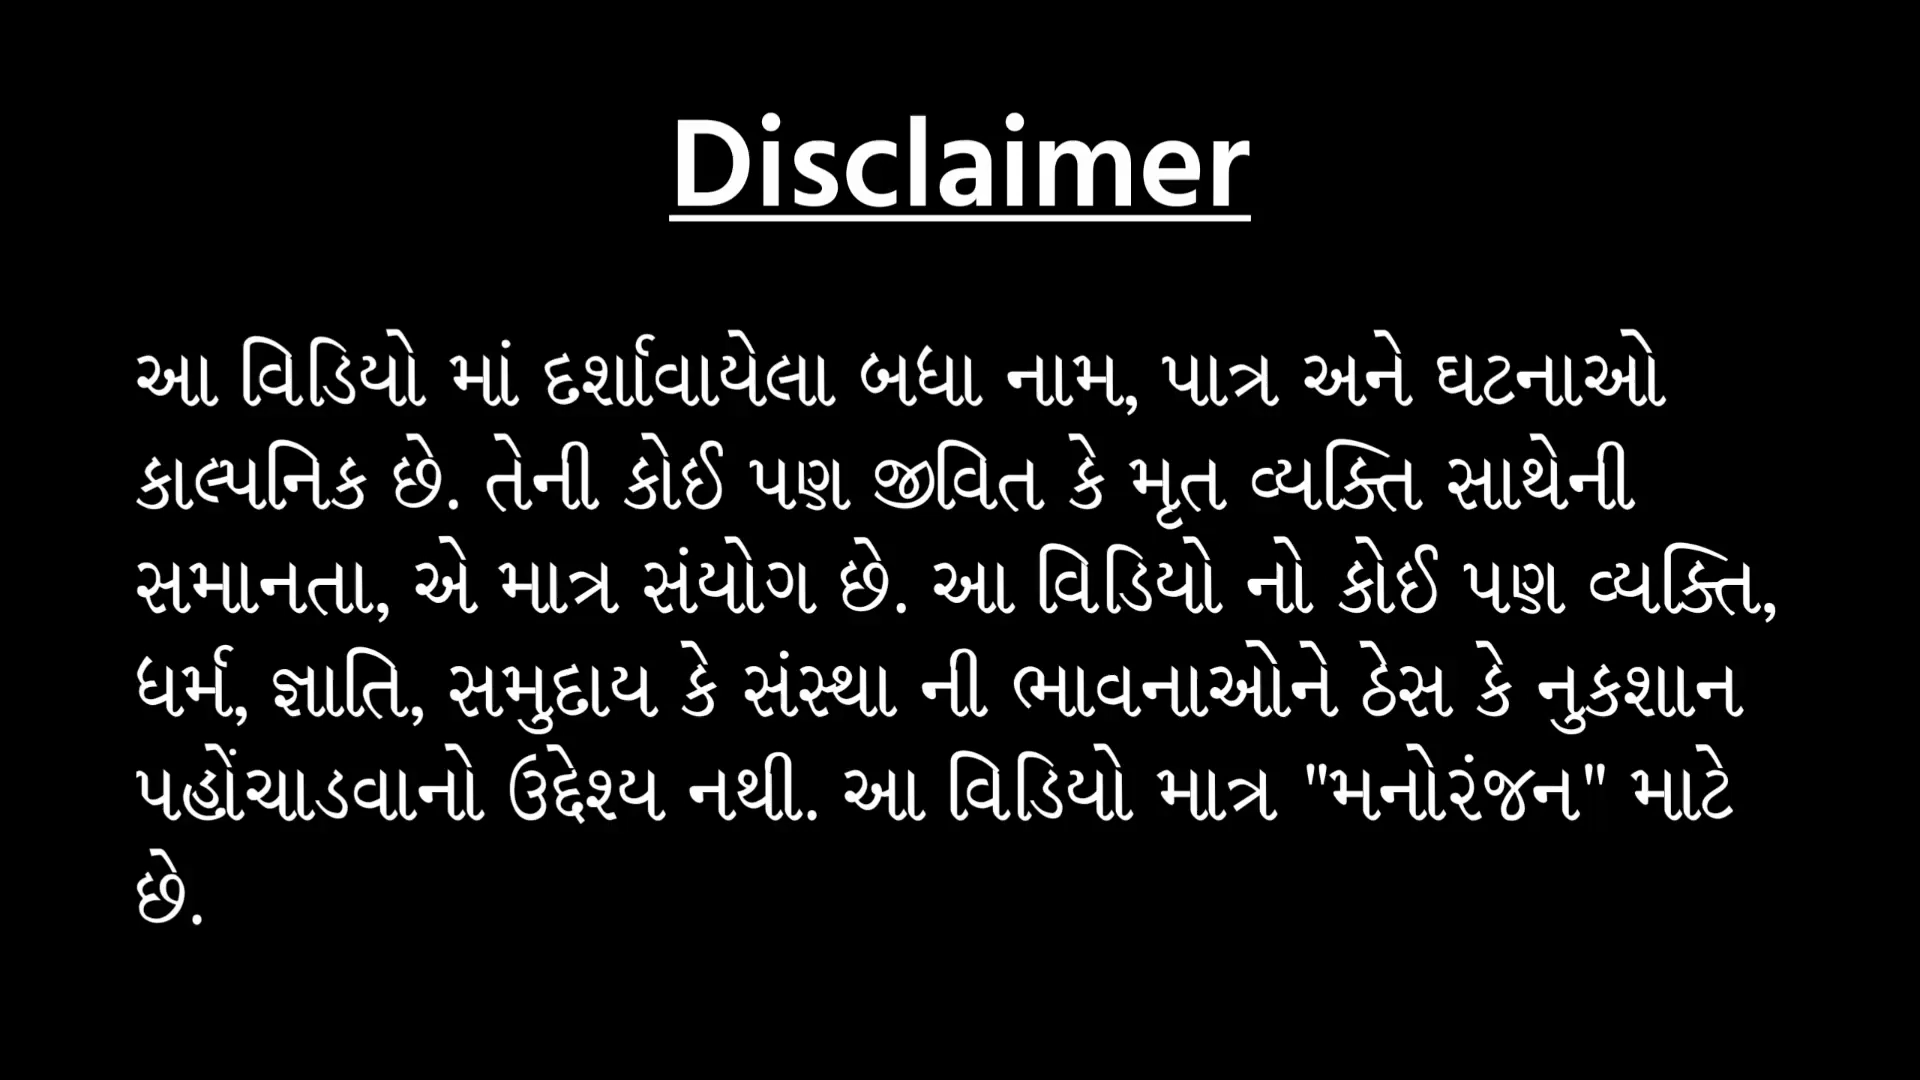 Disclaimer
આ વિડિયો માં દર્શાવાયેલા બધા નામ, પાત્ર અને ઘટનાઓ
કાલ્પનિક છે. તેની કોઈ પણ જીવિત કે મૃત વ્યક્તિ સાથેની
સમાનતા, એ માત્ર સંયોગ છે. આ વિડિયો નો કોઈ પણ વ્યક્તિ,
ધર્મ, જ્ઞાતિ, સમુદાય કે સંસ્થા ની ભાવનાઓને ઠેસ કે નુકશાન
પહોંચાડવાનો ઉદ્દેશ્ય નથી. આ વિડિયો માત્ર "મનોરંજન" માટે
છે.